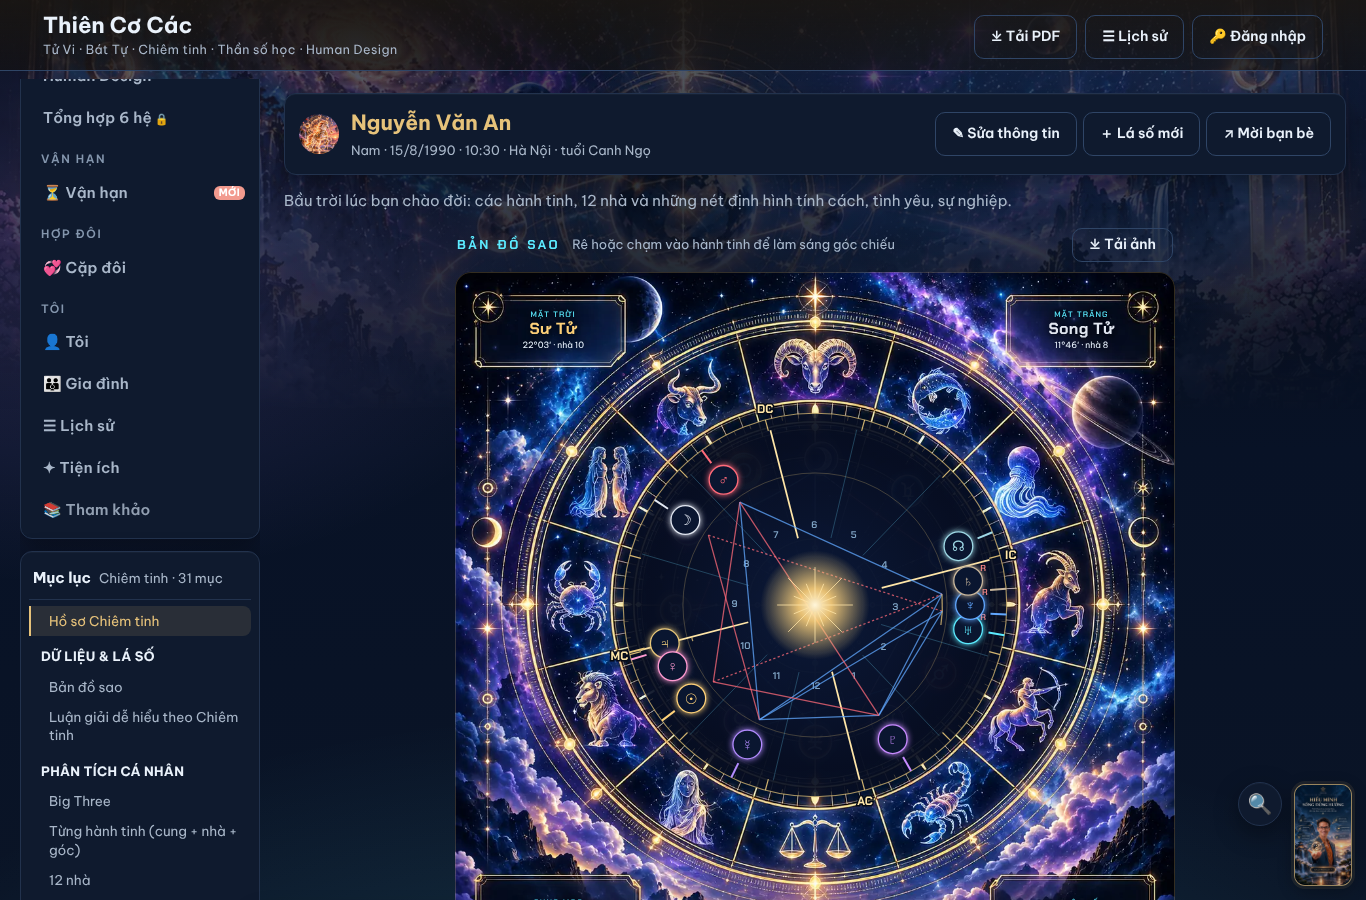 Thiên Cơ Các
Tử Vi · Bát Tự · Chiêm tinh · Thần số học · Human Design
Tải PDF
Lịch sử
Đăng nhập
Human Design
Tổng hợp 6 hệ
VẬN HẠN
Vận hạn
MỚI
HỢP ĐÔI
Cặp đôi
TÔI
Tôi
Gia đình
Lịch sử
Tiện ích
Tham khảo
Mục lục Chiêm tinh · 31 mục
Hồ sơ Chiêm tinh
DỮ LIỆU & LÁ SỐ
Bản đồ sao
Luận giải dễ hiểu theo Chiêm
tinh
PHÂN TÍCH CÁ NHÂN
Big Three
Từng hành tinh (cung + nhà +
góc)
12 nhà
Nguyễn Văn An
Nam · 15/8/1990 · 10:30 · Hà Nội · tuổi Canh Ngọ
Sửa thông tin
+ Lá số mới
Mời bạn bè
Bầu trời lúc bạn chào đời: các hành tinh, 12 nhà và những nét định hình tính cách, tình yêu, sự nghiệp.
BẢN ĐỒ SAO Rê hoặc chạm vào hành tinh để làm sáng góc chiếu
Tải ảnh
MẶT TRỜI
Sư Tử
22°03' · nhà 10
MẶT TRĂNG
Song Tử
11°46' · nhà 8
DC
6
7
5
8
4
IC
R
R
9
3
R
MC
10
2
11
12
1
AC
HIỂU MÌNH